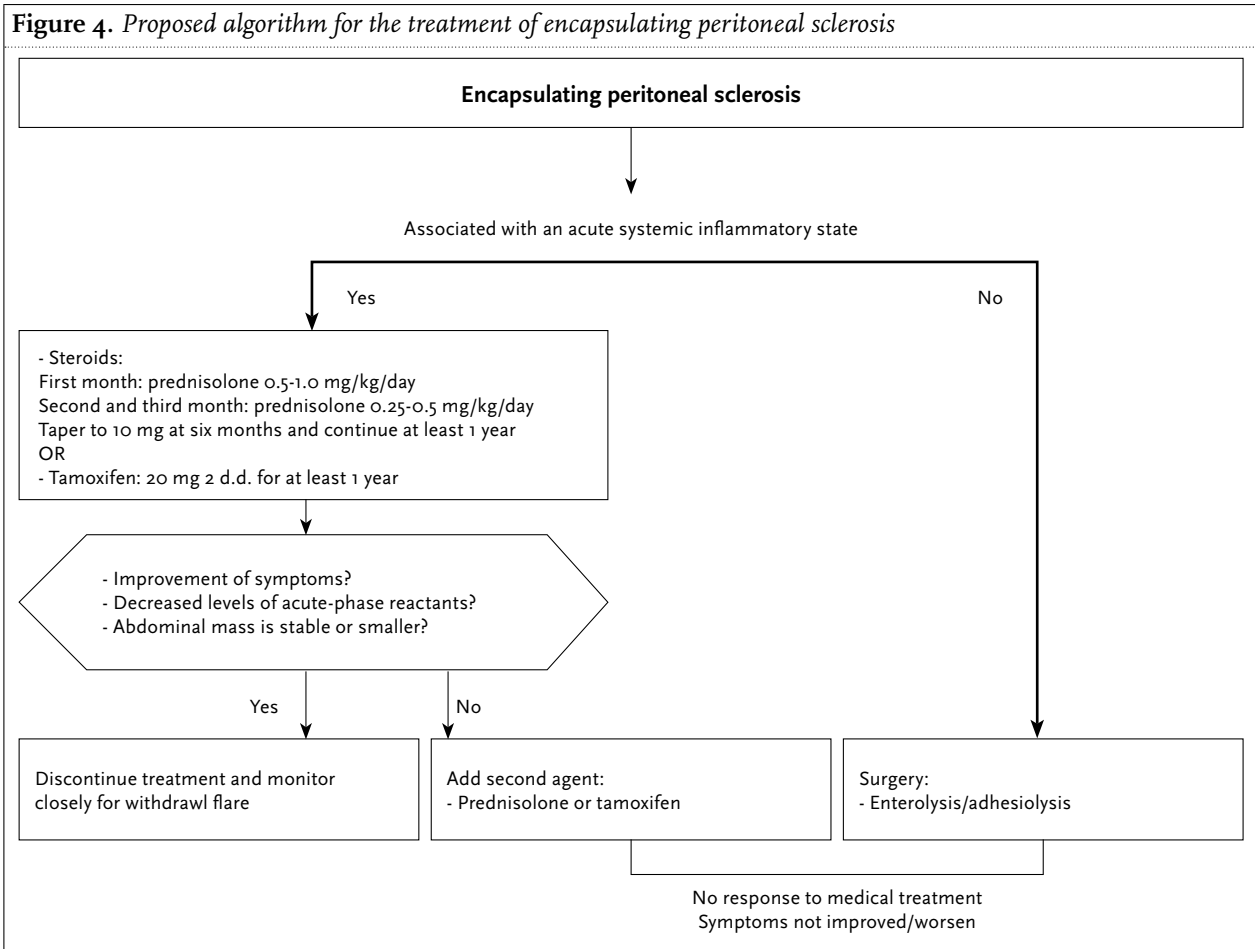 Figure 4. Proposed algorithm for the treatment of encapsulating peritoneal sclerosis
Encapsulating peritoneal sclerosis
Associated with an acute systemic inflammatory state
Yes
No
- Steroids:
First month: prednisolone 0.5-1.0 mg/kg/day
Second and third month: prednisolone 0.25-0.5 mg/kg/day
Taper to 10 mg at six months and continue at least 1 year
OR
- Tamoxifen: 20 mg 2 d.d. for at least 1 year
- Improvement of symptoms?
- Decreased levels of acute-phase reactants?
- Abdominal mass is stable or smaller?
Yes
No
Discontinue treatment and monitor
closely for withdrawl flare
Add second agent:
- Prednisolone or tamoxifen
Surgery:
- Enterolysis/adhesiolysis
No response to medical treatment
Symptoms not improved/worsen